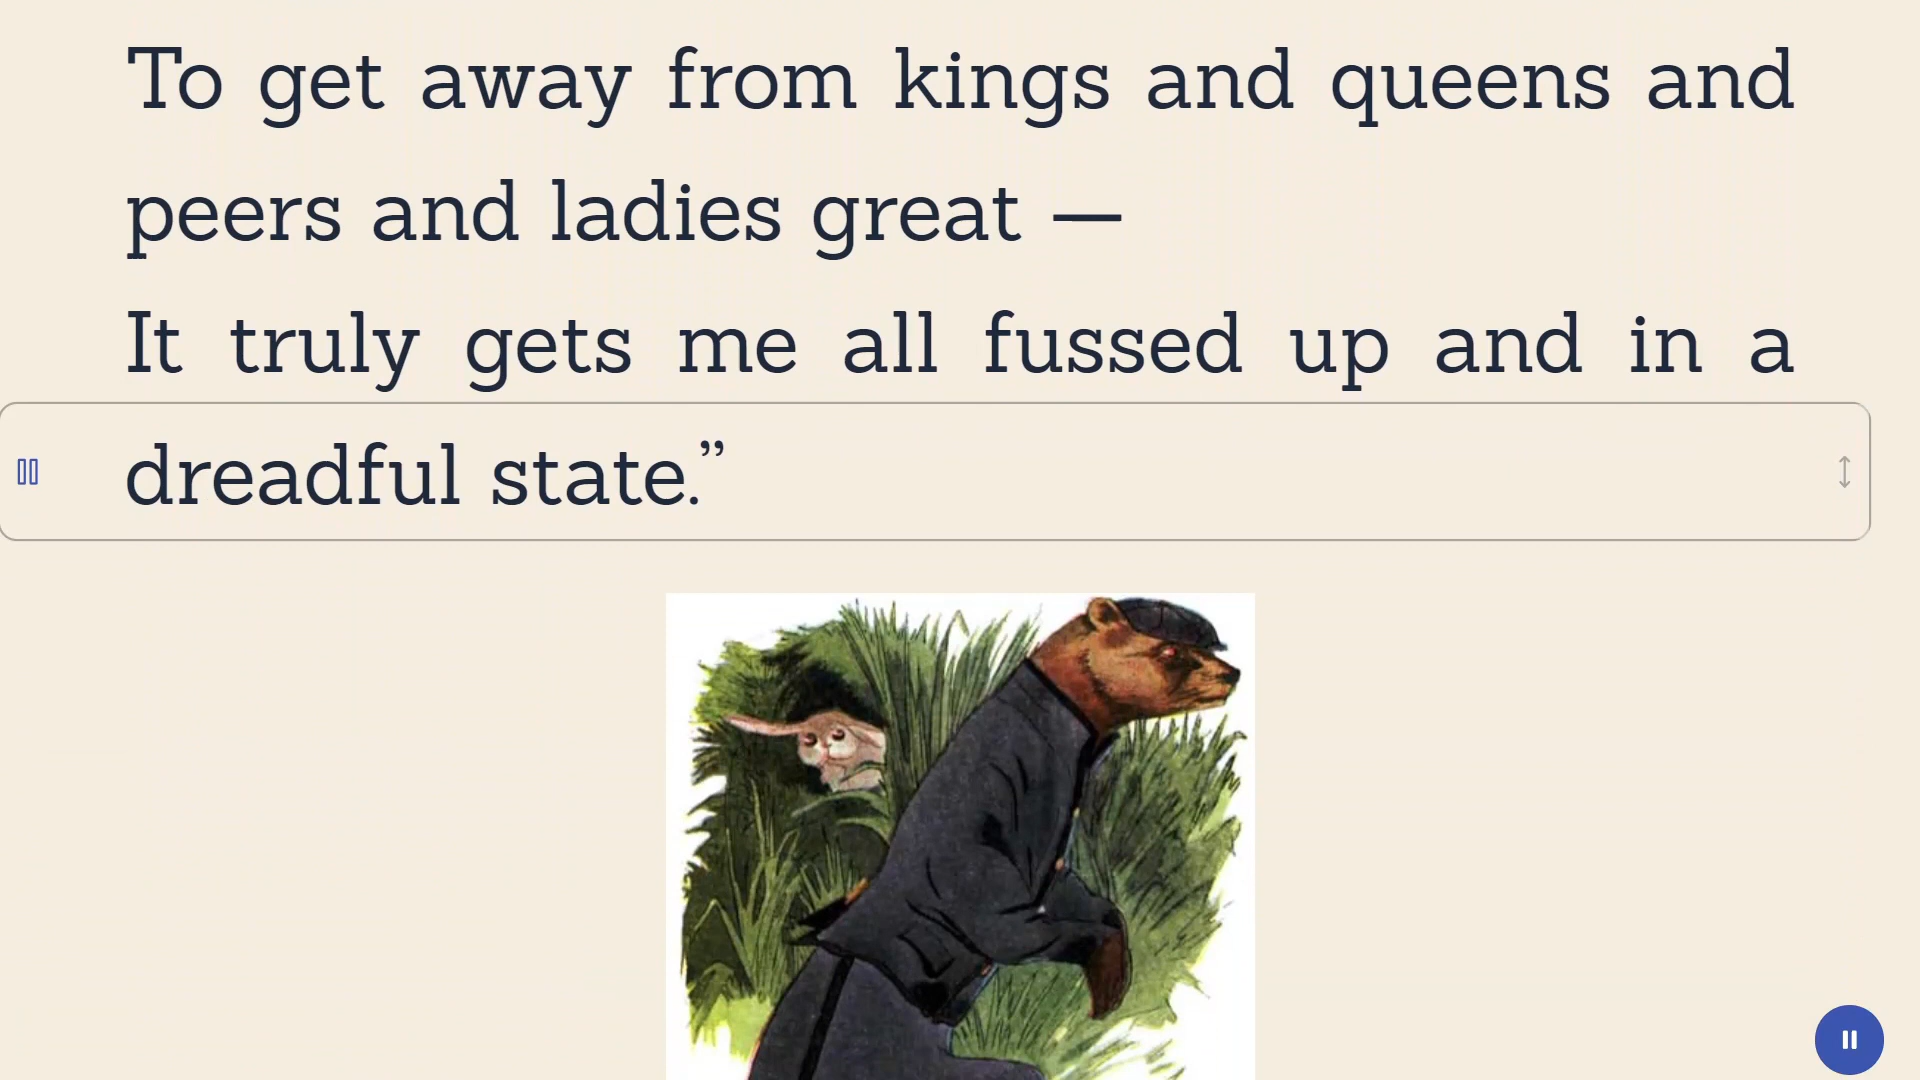 To get away from kings and queens and
peers and ladies great —
It truly gets me all fussed up and in a
dreadful state.”